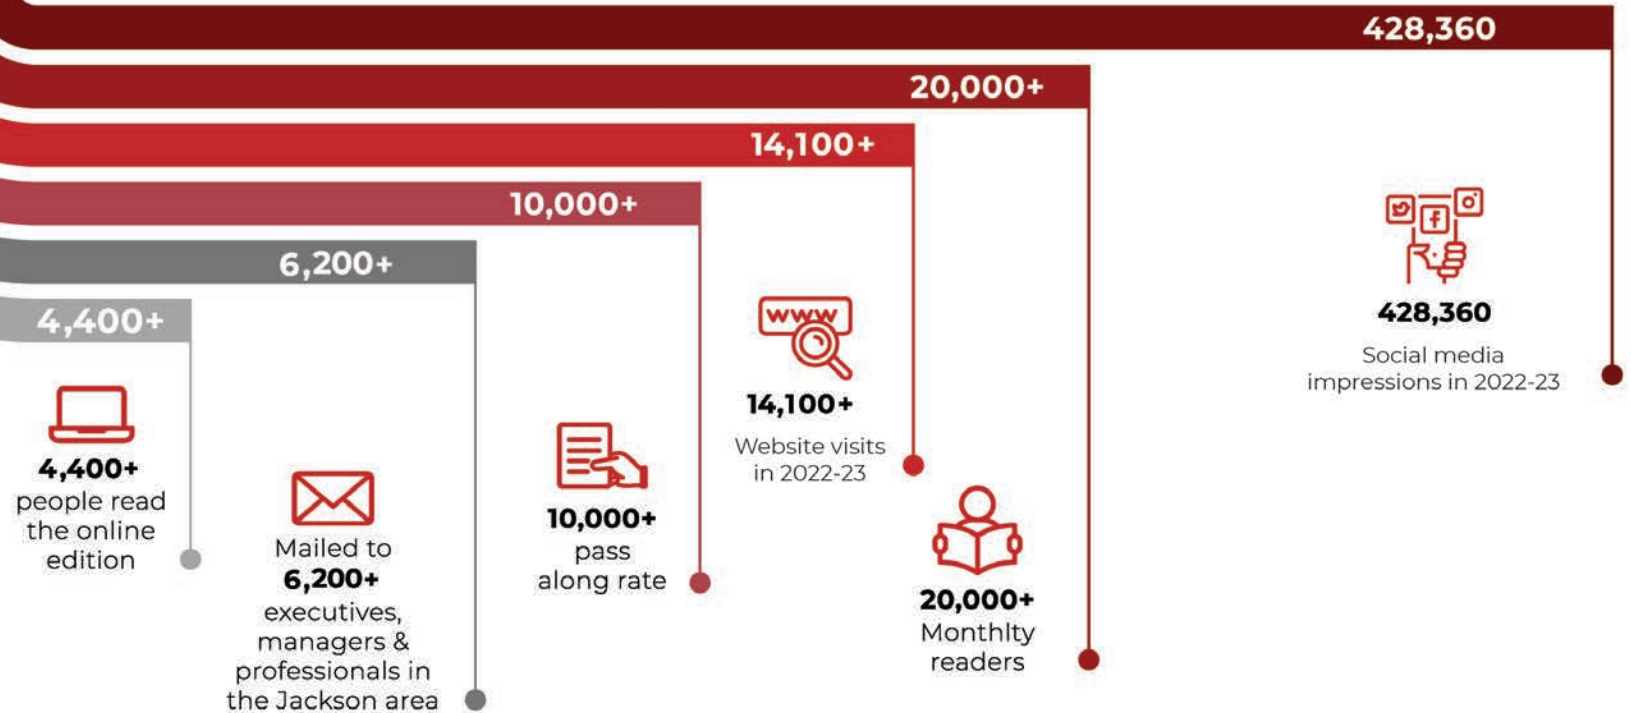 428,360
20,000+
14,100+
10,000+
6,200+
4,400+
4,400+
people read
the online
edition
Mailed to
6,200+
executives,
managers &
professionals in
the Jackson area
10,000+
pass
along rate
www
14,100+
Website visits
in 2022-23
20,000+
Monthlty
readers
428,360
Social media
impressions in 2022-23